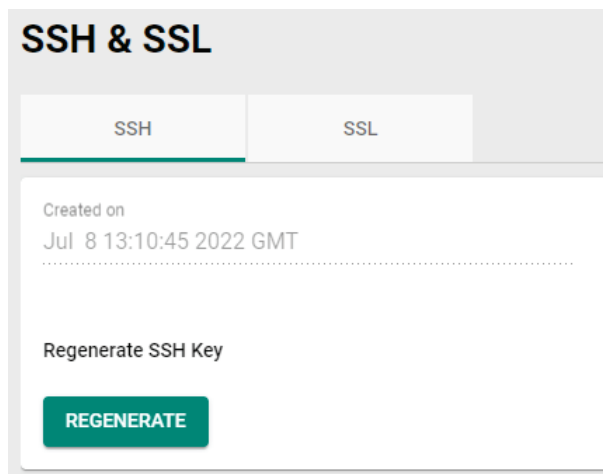 SSH & SSL
SSH SSL
Created on
Jul  8 13:10:45 2022 GMT
Regenerate SSH Key
REGENERATE